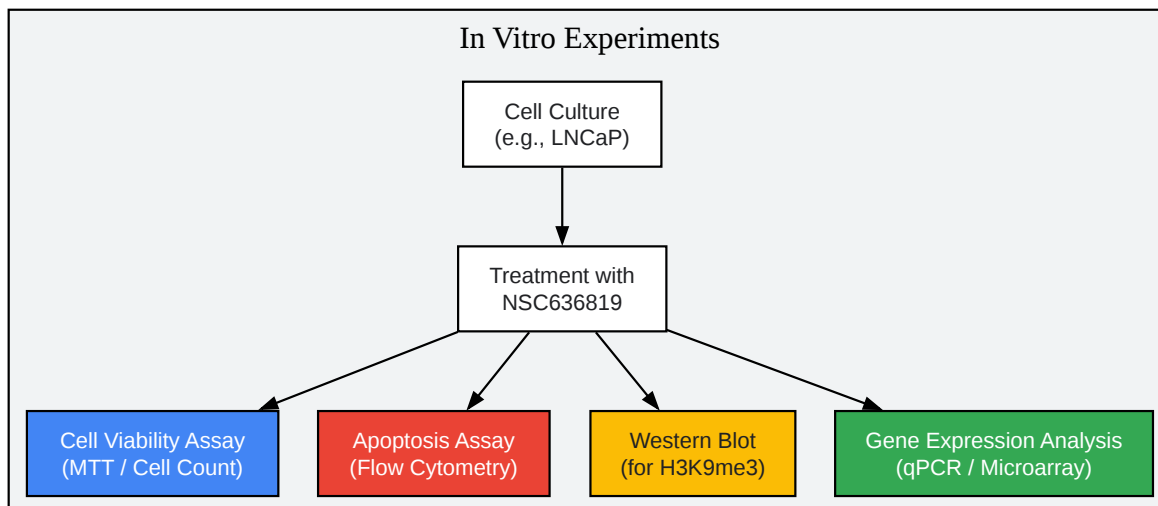 In Vitro Experiments
Cell Culture
(e.g., LNCaP)
Treatment with
NSC636819
Cell Viability Assay
(MTT / Cell Count)
Apoptosis Assay
(Flow Cytometry)
Western Blot
(for H3K9me3)
Gene Expression Analysis
(qPCR / Microarray)